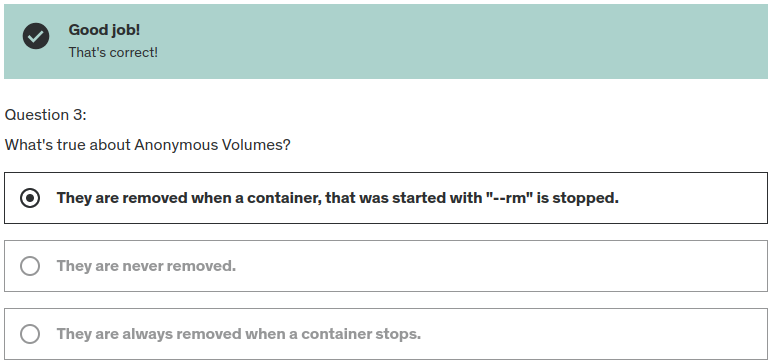 Good job!
That's correct!
Question 3:
What's true about Anonymous Volumes?
They are removed when a container, that was started with "--rm" is stopped.
They are never removed.
They are always removed when a container stops.